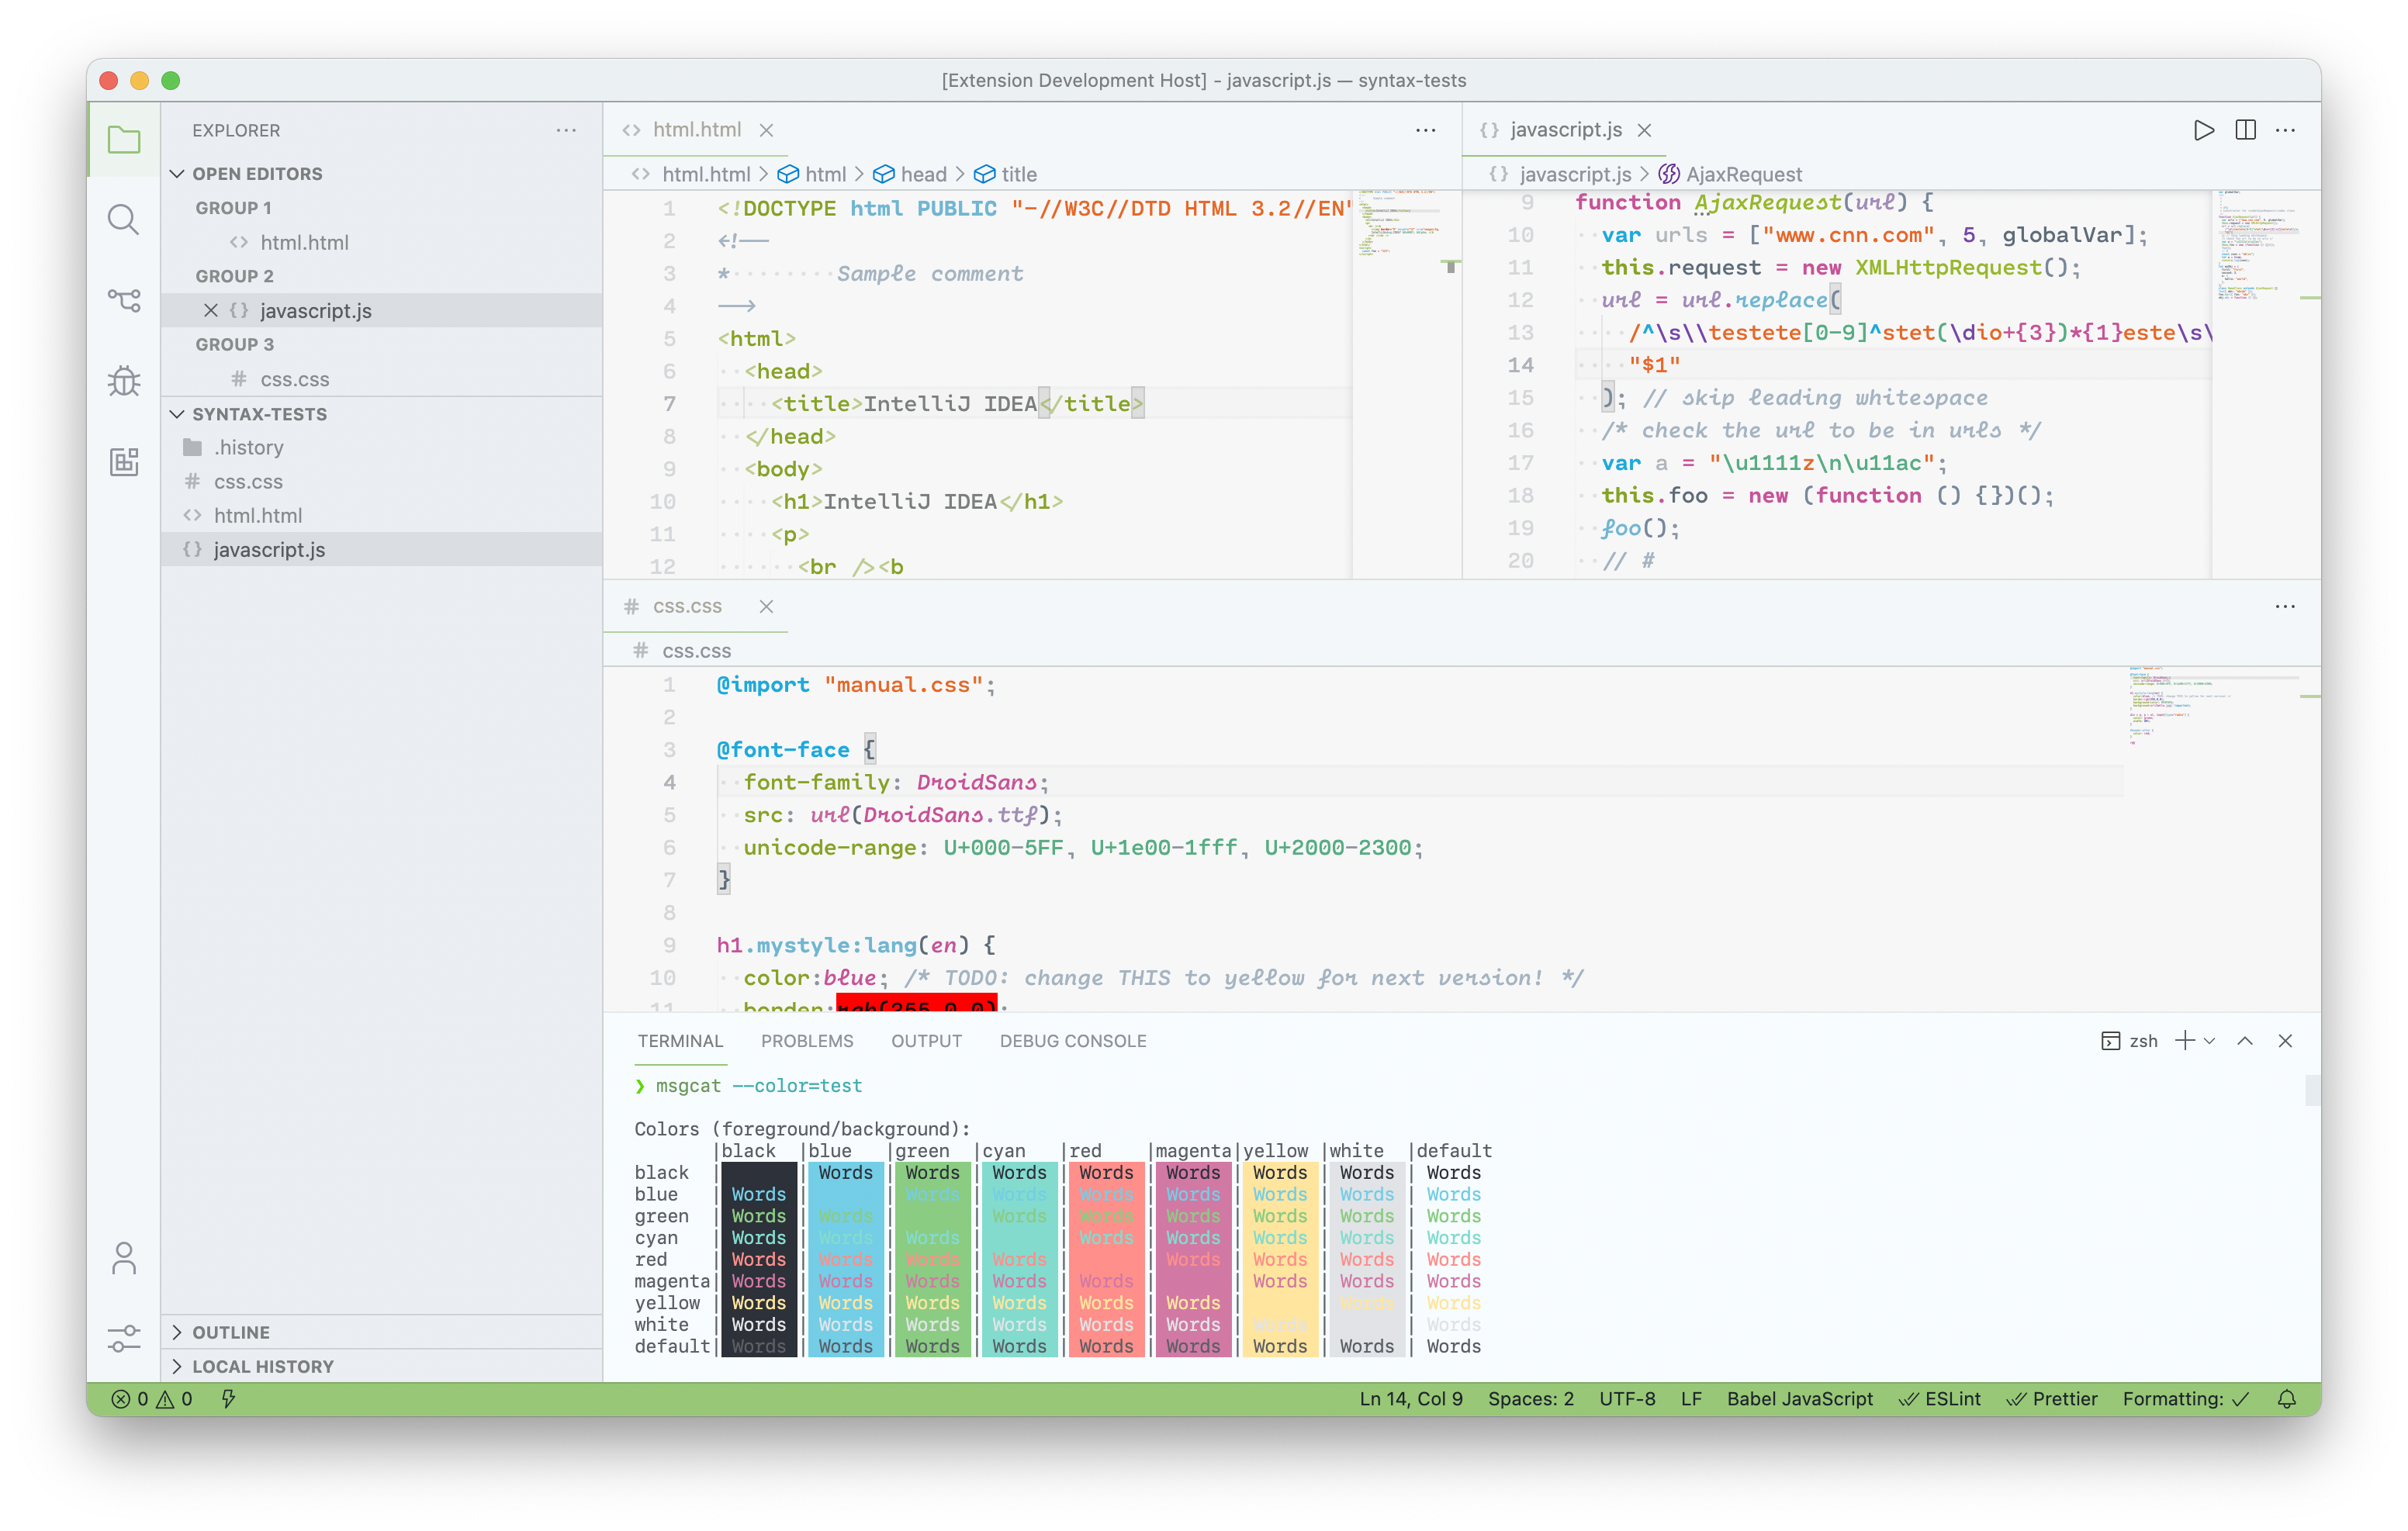 [Extension Development Host] - javascript.js — syntax-tests
EXPLORER
OPEN EDITORS
GROUP 1
html.html
GROUP 2
javascript.js
GROUP 3
css.css
SYNTAX-TESTS
.history
css.css
html.html
javascript.js
OUTLINE
LOCAL HISTORY
html.html
html.html > html > head > title
1 <!DOCTYPE html PUBLIC "-//W3C//DTD HTML 3.2//EN"
2 <!--
3 * Sample comment
4 -->
5 <html>
6 <head>
7 <title>IntelliJ IDEA</title>
8 </head>
9 <body>
10 <h1>IntelliJ IDEA</h1>
11 <p>
12 <br /><b
javascript.js
javascript.js > AjaxRequest
9 function AjaxRequest(url) {
10 var urls = ["www.cnn.com", 5, globalVar];
11 this.request = new XMLHttpRequest();
12 url = url.replace(
13 /^\s\\testete[0-9]^stet(\dio+{3})*{1}este\s\
14 "$1"
15 ); // skip leading whitespace
16 /* check the url to be in urls */
17 var a = "\u1111z\n\u11ac";
18 this.foo = new (function () {})();
19 foo();
20 // #
css.css
css.css
1 @import "manual.css";
2
3 @font-face {
4 font-family: DroidSans;
5 src: url(DroidSans.ttf);
6 unicode-range: U+000-5FF, U+1e00-1fff, U+2000-2300;
7 }
8
9 h1.mystyle:lang(en) {
10 color:blue; /* TODO: change THIS to yellow for next version! */
11 border:rgb(255,0,0);
TERMINAL PROBLEMS OUTPUT DEBUG CONSOLE zsh
❯ msgcat --color=test
Colors (foreground/background):
|black |blue |green |cyan |red |magenta|yellow |white |default
black | | Words | Words | Words | Words | Words | Words | Words | Words
blue | Words | | Words | Words | Words | Words | Words | Words | Words
green | Words | Words | | Words | Words | Words | Words | Words | Words
cyan | Words | Words | Words | | Words | Words | Words | Words | Words
red | Words | Words | Words | Words | | Words | Words | Words | Words
magenta| Words | Words | Words | Words | Words | | Words | Words | Words
yellow | Words | Words | Words | Words | Words | Words | | Words | Words
white | Words | Words | Words | Words | Words | Words | Words | | Words
default| Words | Words | Words | Words | Words | Words | Words | Words | Words
0 0 Ln 14, Col 9 Spaces: 2 UTF-8 LF Babel JavaScript ESLint Prettier Formatting: ✓